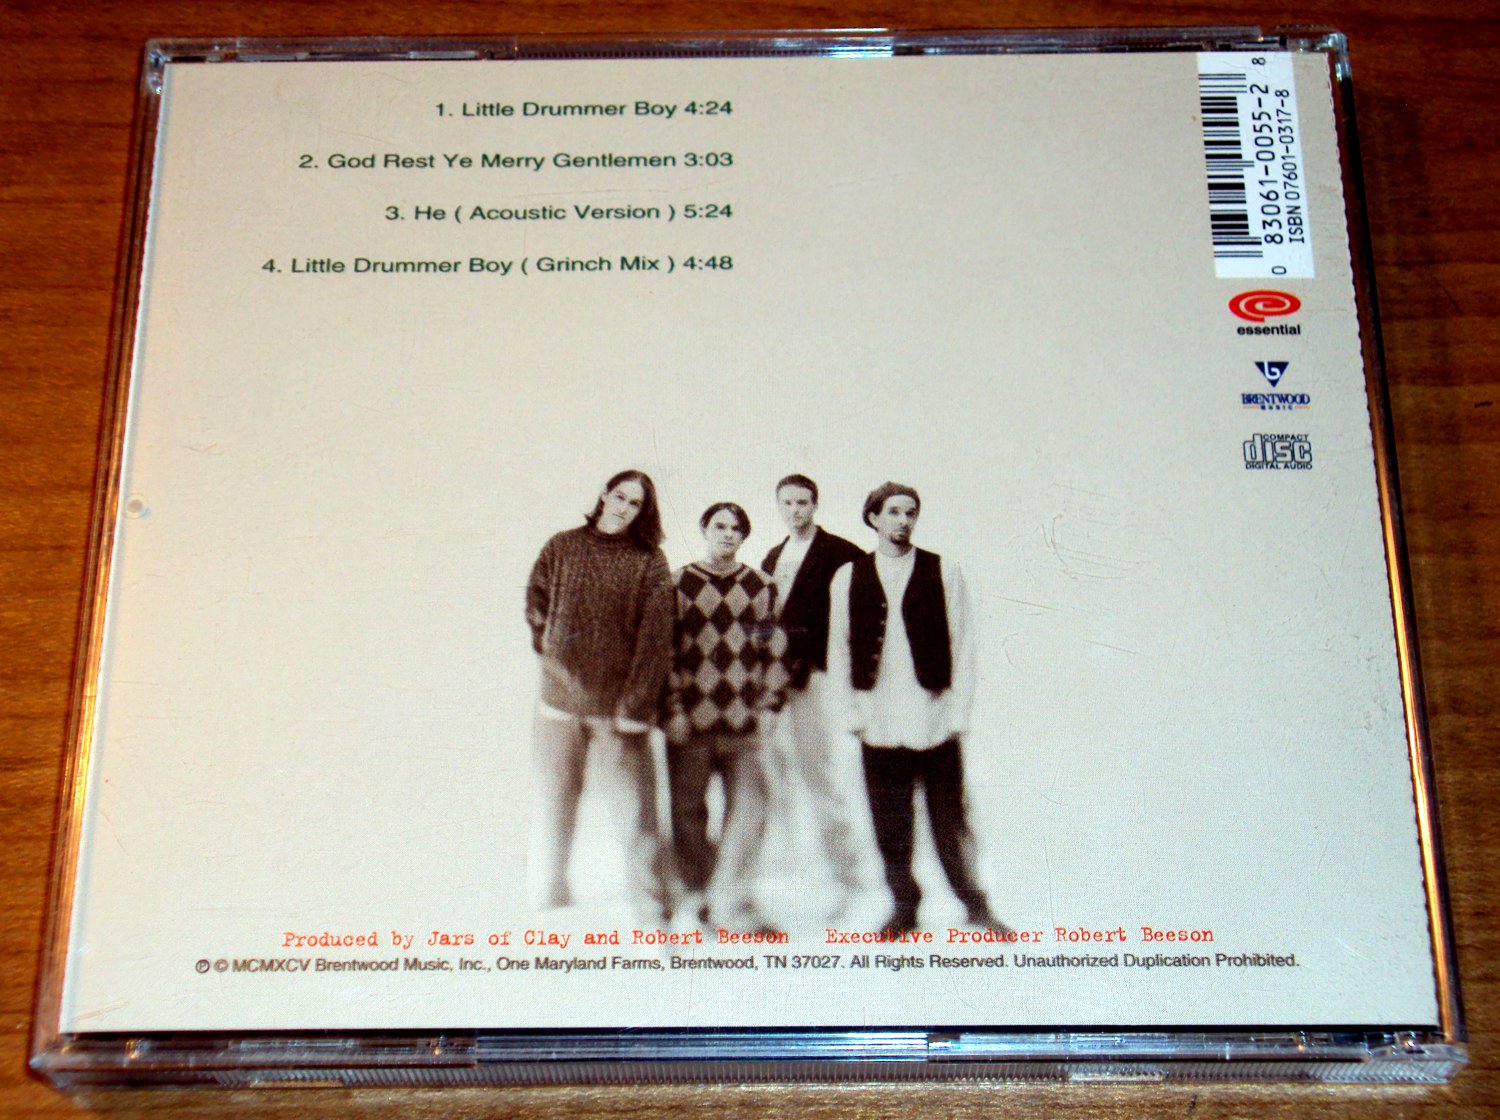 1. Little Drummer Boy 4:24
2. God Rest Ye Merry Gentlemen 3:03
3. He ( Acoustic Version ) 5:24
4. Little Drummer Boy ( Grinch Mix ) 4:48
0 83061-0055-2 8
ISBN 07601-0317-8
essential
b
BRENTWOOD
MUSIC
COMPACT
disc
DIGITAL AUDIO
Produced by Jars of Clay and Robert Beeson Executive Producer Robert Beeson
℗ © MCMXCV Brentwood Music, Inc., One Maryland Farms, Brentwood, TN 37027. All Rights Reserved. Unauthorized Duplication Prohibited.